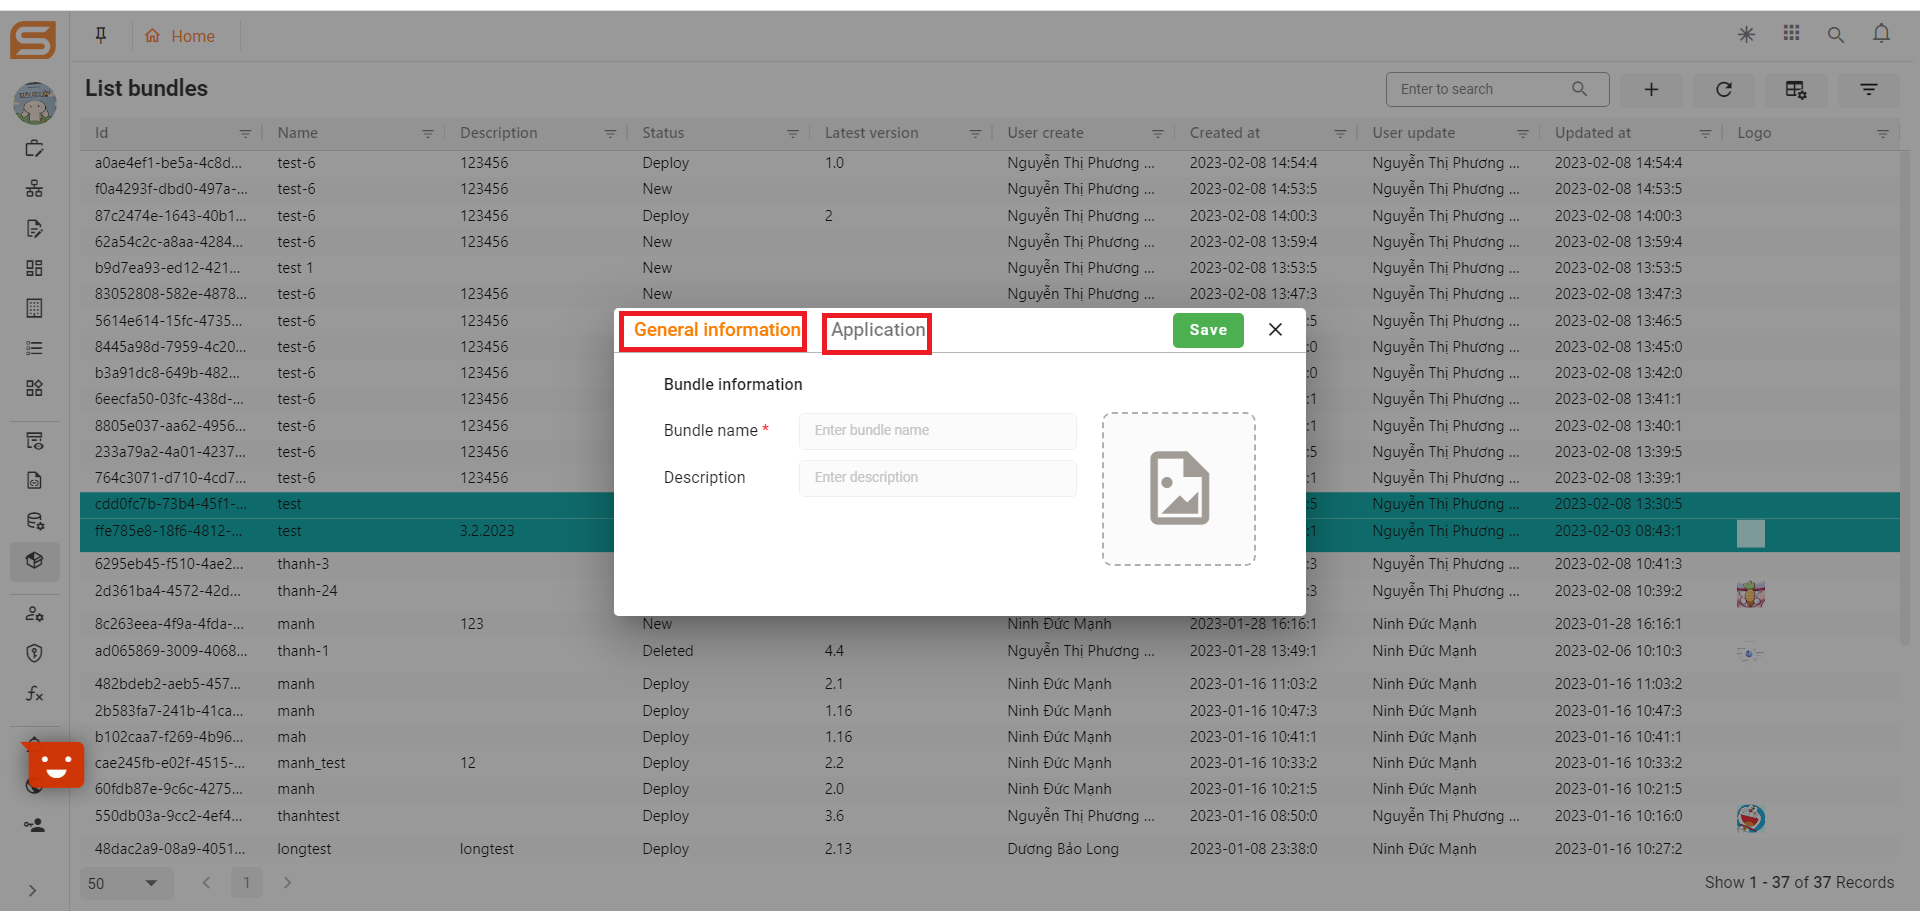 Home
List bundles
Enter to search
Id Name Description Status Latest version User create Created at User update Updated at Logo
a0ae4ef1-be5a-4c8d... test-6 123456 Deploy 1.0 Nguyễn Thị Phương ... 2023-02-08 14:54:4 Nguyễn Thị Phương ... 2023-02-08 14:54:4
f0a4293f-dbd0-497a-... test-6 123456 New Nguyễn Thị Phương ... 2023-02-08 14:53:5 Nguyễn Thị Phương ... 2023-02-08 14:53:5
87c2474e-1643-40b1... test-6 123456 Deploy 2 Nguyễn Thị Phương ... 2023-02-08 14:00:3 Nguyễn Thị Phương ... 2023-02-08 14:00:3
62a54c2c-a8aa-4284... test-6 123456 New Nguyễn Thị Phương ... 2023-02-08 13:59:4 Nguyễn Thị Phương ... 2023-02-08 13:59:4
b9d7ea93-ed12-421... test 1 New Nguyễn Thị Phương ... 2023-02-08 13:53:5 Nguyễn Thị Phương ... 2023-02-08 13:53:5
83052808-582e-4878... test-6 123456 New Nguyễn Thị Phương ... 2023-02-08 13:47:3 Nguyễn Thị Phương ... 2023-02-08 13:47:3
5614e614-15fc-4735... test-6 123456 :5 Nguyễn Thị Phương ... 2023-02-08 13:46:5
8445a98d-7959-4c20... test-6 123456 :0 Nguyễn Thị Phương ... 2023-02-08 13:45:0
b3a91dc8-649b-482... test-6 123456 :0 Nguyễn Thị Phương ... 2023-02-08 13:42:0
6eecfa50-03fc-438d-... test-6 123456 :1 Nguyễn Thị Phương ... 2023-02-08 13:41:1
8805e037-aa62-4956... test-6 123456 :1 Nguyễn Thị Phương ... 2023-02-08 13:40:1
233a79a2-4a01-4237... test-6 123456 :5 Nguyễn Thị Phương ... 2023-02-08 13:39:5
764c3071-d710-4cd7... test-6 123456 :1 Nguyễn Thị Phương ... 2023-02-08 13:39:1
cdd0fc7b-73b4-45f1-... test :5 Nguyễn Thị Phương ... 2023-02-08 13:30:5
ffe785e8-18f6-4812-... test 3.2.2023 :1 Nguyễn Thị Phương ... 2023-02-03 08:43:1
6295eb45-f510-4ae2... thanh-3 :3 Nguyễn Thị Phương ... 2023-02-08 10:41:3
2d361ba4-4572-42d... thanh-24 :3 Nguyễn Thị Phương ... 2023-02-08 10:39:2
General information Application Save
Bundle information
Bundle name * Enter bundle name
Description Enter description
8c263eea-4f9a-4fda-... manh 123 New Ninh Đức Mạnh 2023-01-28 16:16:1 Ninh Đức Mạnh 2023-01-28 16:16:1
ad065869-3009-4068... thanh-1 Deleted 4.4 Nguyễn Thị Phương ... 2023-01-28 13:49:1 Ninh Đức Mạnh 2023-02-06 10:10:3
482bdeb2-aeb5-457... manh Deploy 2.1 Ninh Đức Mạnh 2023-01-16 11:03:2 Ninh Đức Mạnh 2023-01-16 11:03:2
2b583fa7-241b-41ca... manh Deploy 1.16 Ninh Đức Mạnh 2023-01-16 10:47:3 Ninh Đức Mạnh 2023-01-16 10:47:3
b102caa7-f269-4b96... mah Deploy 1.16 Ninh Đức Mạnh 2023-01-16 10:41:1 Ninh Đức Mạnh 2023-01-16 10:41:1
cae245fb-e02f-4515-... manh_test 12 Deploy 2.2 Ninh Đức Mạnh 2023-01-16 10:33:2 Ninh Đức Mạnh 2023-01-16 10:33:2
60fdb87e-9c6c-4275... manh Deploy 2.0 Ninh Đức Mạnh 2023-01-16 10:21:5 Ninh Đức Mạnh 2023-01-16 10:21:5
550db03a-9cc2-4ef4... thanhtest Deploy 3.6 Nguyễn Thị Phương ... 2023-01-16 08:50:0 Nguyễn Thị Phương ... 2023-01-16 10:16:0
48dac2a9-08a9-4051... longtest longtest Deploy 2.13 Dương Bảo Long 2023-01-08 23:38:0 Ninh Đức Mạnh 2023-01-16 10:27:2
50 1 Show 1 - 37 of 37 Records